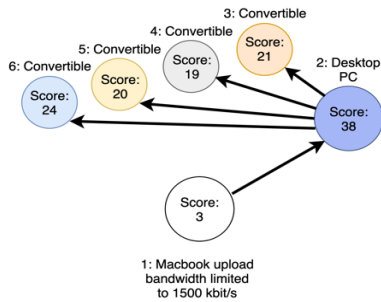 3: Convertible
Score:
21
4: Convertible
Score:
19
5: Convertible
Score:
20
6: Convertible
Score:
24
2: Desktop
PC
Score:
38
Score:
3
1: Macbook upload
bandwidth limited
to 1500 kbit/s